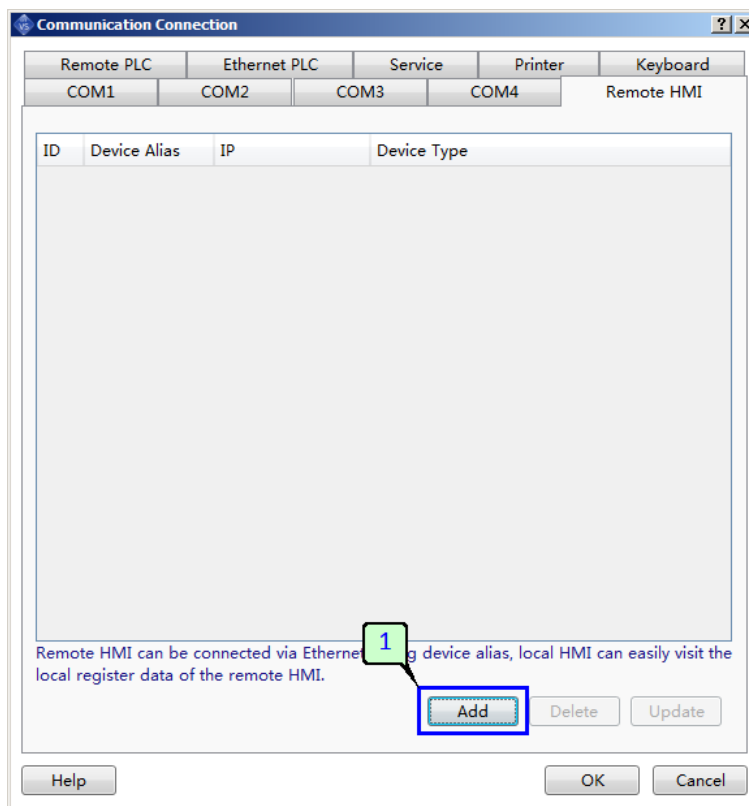 Communication Connection
Remote PLC Ethernet PLC Service Printer Keyboard
COM1 COM2 COM3 COM4 Remote HMI
ID Device Alias IP Device Type
1
Remote HMI can be connected via Ethernet g device alias, local HMI can easily visit the
local register data of the remote HMI.
Add Delete Update
Help OK Cancel